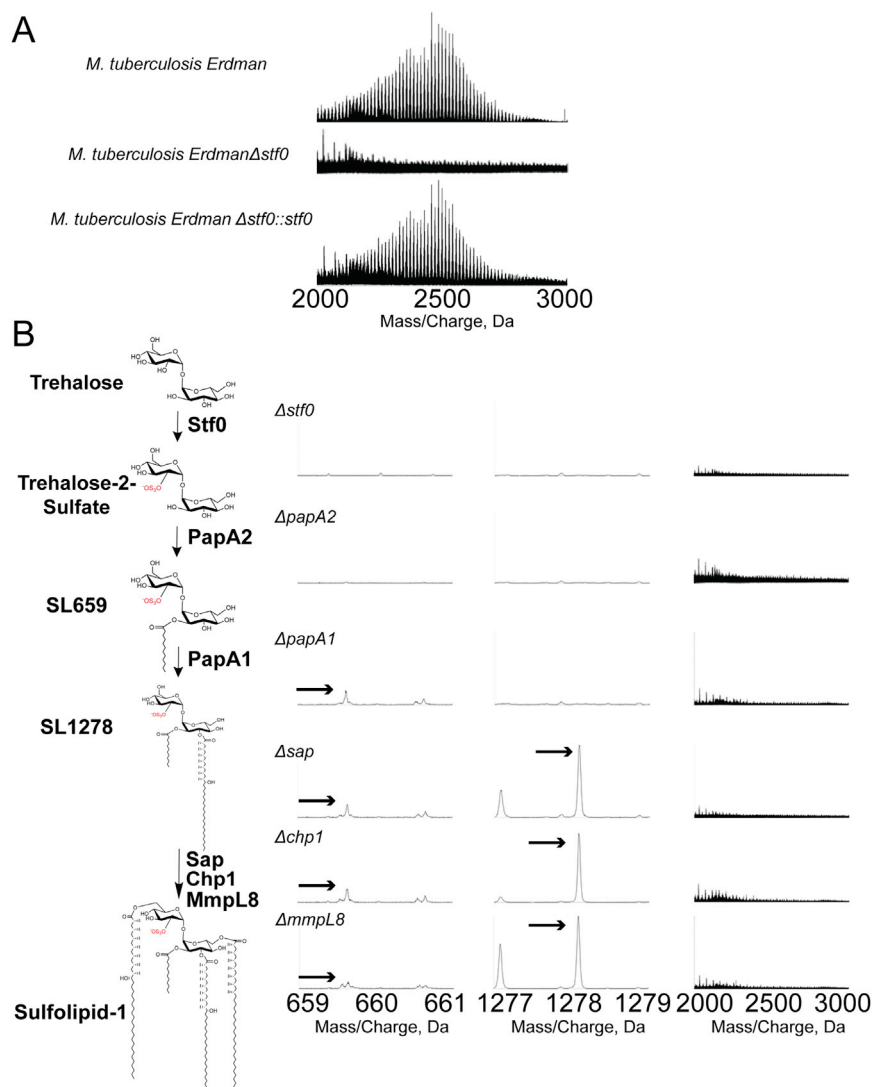 A
M. tuberculosis Erdman
M. tuberculosis ErdmanΔstf0
M. tuberculosis Erdman Δstf0::stf0
2000 2500 3000
Mass/Charge, Da
B
Trehalose
Stf0
Δstf0
Trehalose-2-
Sulfate
PapA2
ΔpapA2
SL659
PapA1
ΔpapA1
SL1278
Δsap
Sap
Chp1
MmpL8
Δchp1
ΔmmpL8
Sulfolipid-1
659 660 661
Mass/Charge, Da
1277 1278 1279
Mass/Charge, Da
2000 3000
Mass/Charge, Da